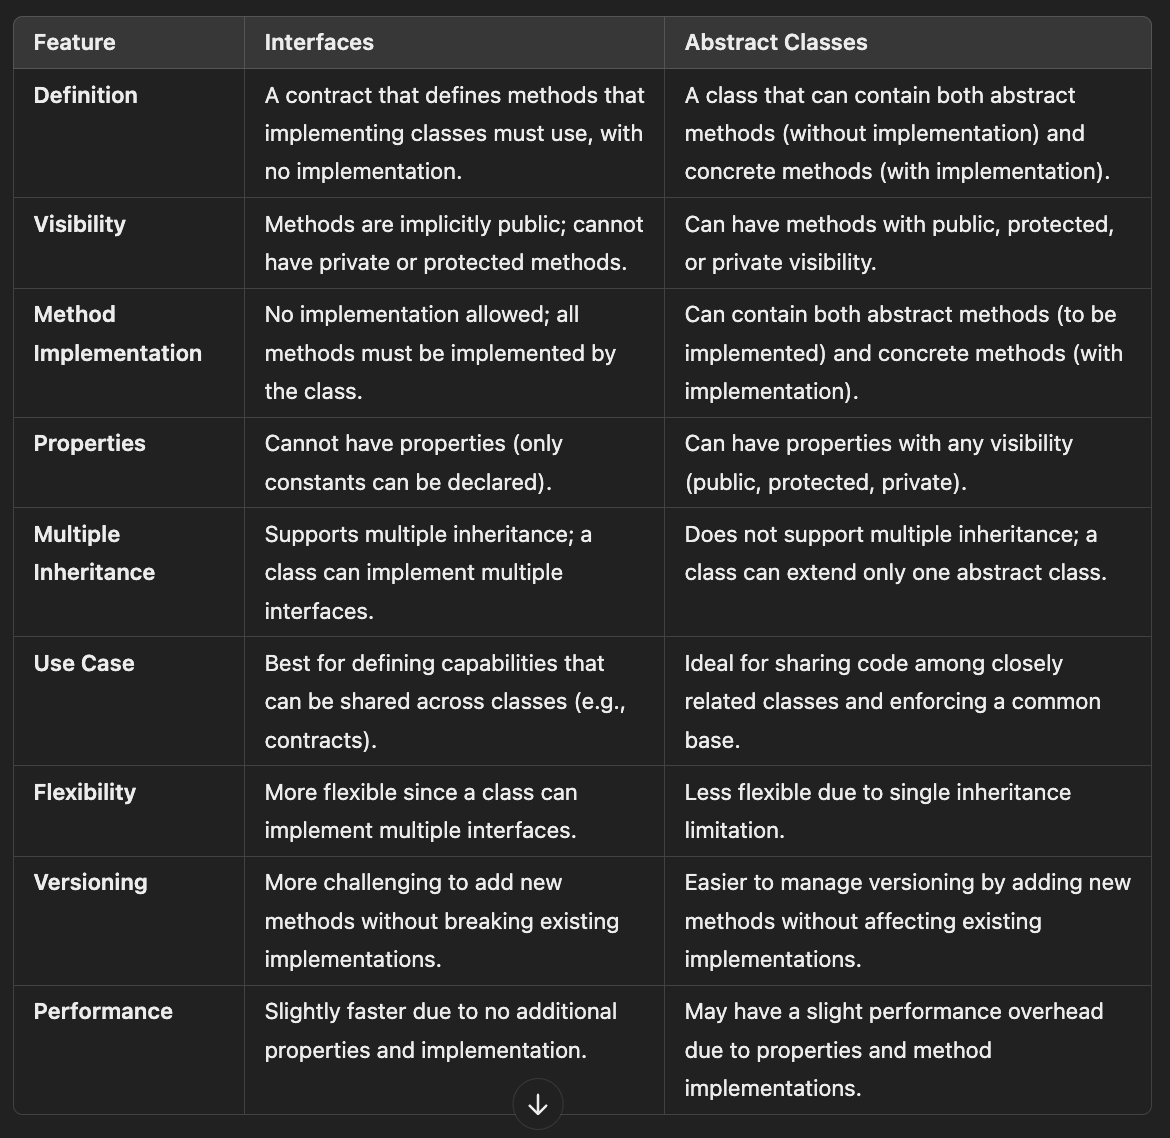 Feature
Interfaces
Abstract Classes
Definition
A contract that defines methods that
implementing classes must use, with
no implementation.
A class that can contain both abstract
methods (without implementation) and
concrete methods (with implementation).
Visibility
Methods are implicitly public; cannot
have private or protected methods.
Can have methods with public, protected,
or private visibility.
Method
Implementation
No implementation allowed; all
methods must be implemented by
the class.
Can contain both abstract methods (to be
implemented) and concrete methods (with
implementation).
Properties
Cannot have properties (only
constants can be declared).
Can have properties with any visibility
(public, protected, private).
Multiple
Inheritance
Supports multiple inheritance; a
class can implement multiple
interfaces.
Does not support multiple inheritance; a
class can extend only one abstract class.
Use Case
Best for defining capabilities that
can be shared across classes (e.g.,
contracts).
Ideal for sharing code among closely
related classes and enforcing a common
base.
Flexibility
More flexible since a class can
implement multiple interfaces.
Less flexible due to single inheritance
limitation.
Versioning
More challenging to add new
methods without breaking existing
implementations.
Easier to manage versioning by adding new
methods without affecting existing
implementations.
Performance
Slightly faster due to no additional
properties and implementation.
May have a slight performance overhead
due to properties and method
implementations.